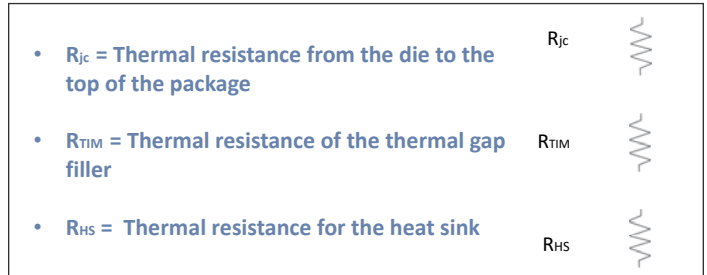 • Rjc = Thermal resistance from the die to the
top of the package
Rjc
• RTIM = Thermal resistance of the thermal gap
filler
RTIM
• RHS = Thermal resistance for the heat sink
RHS